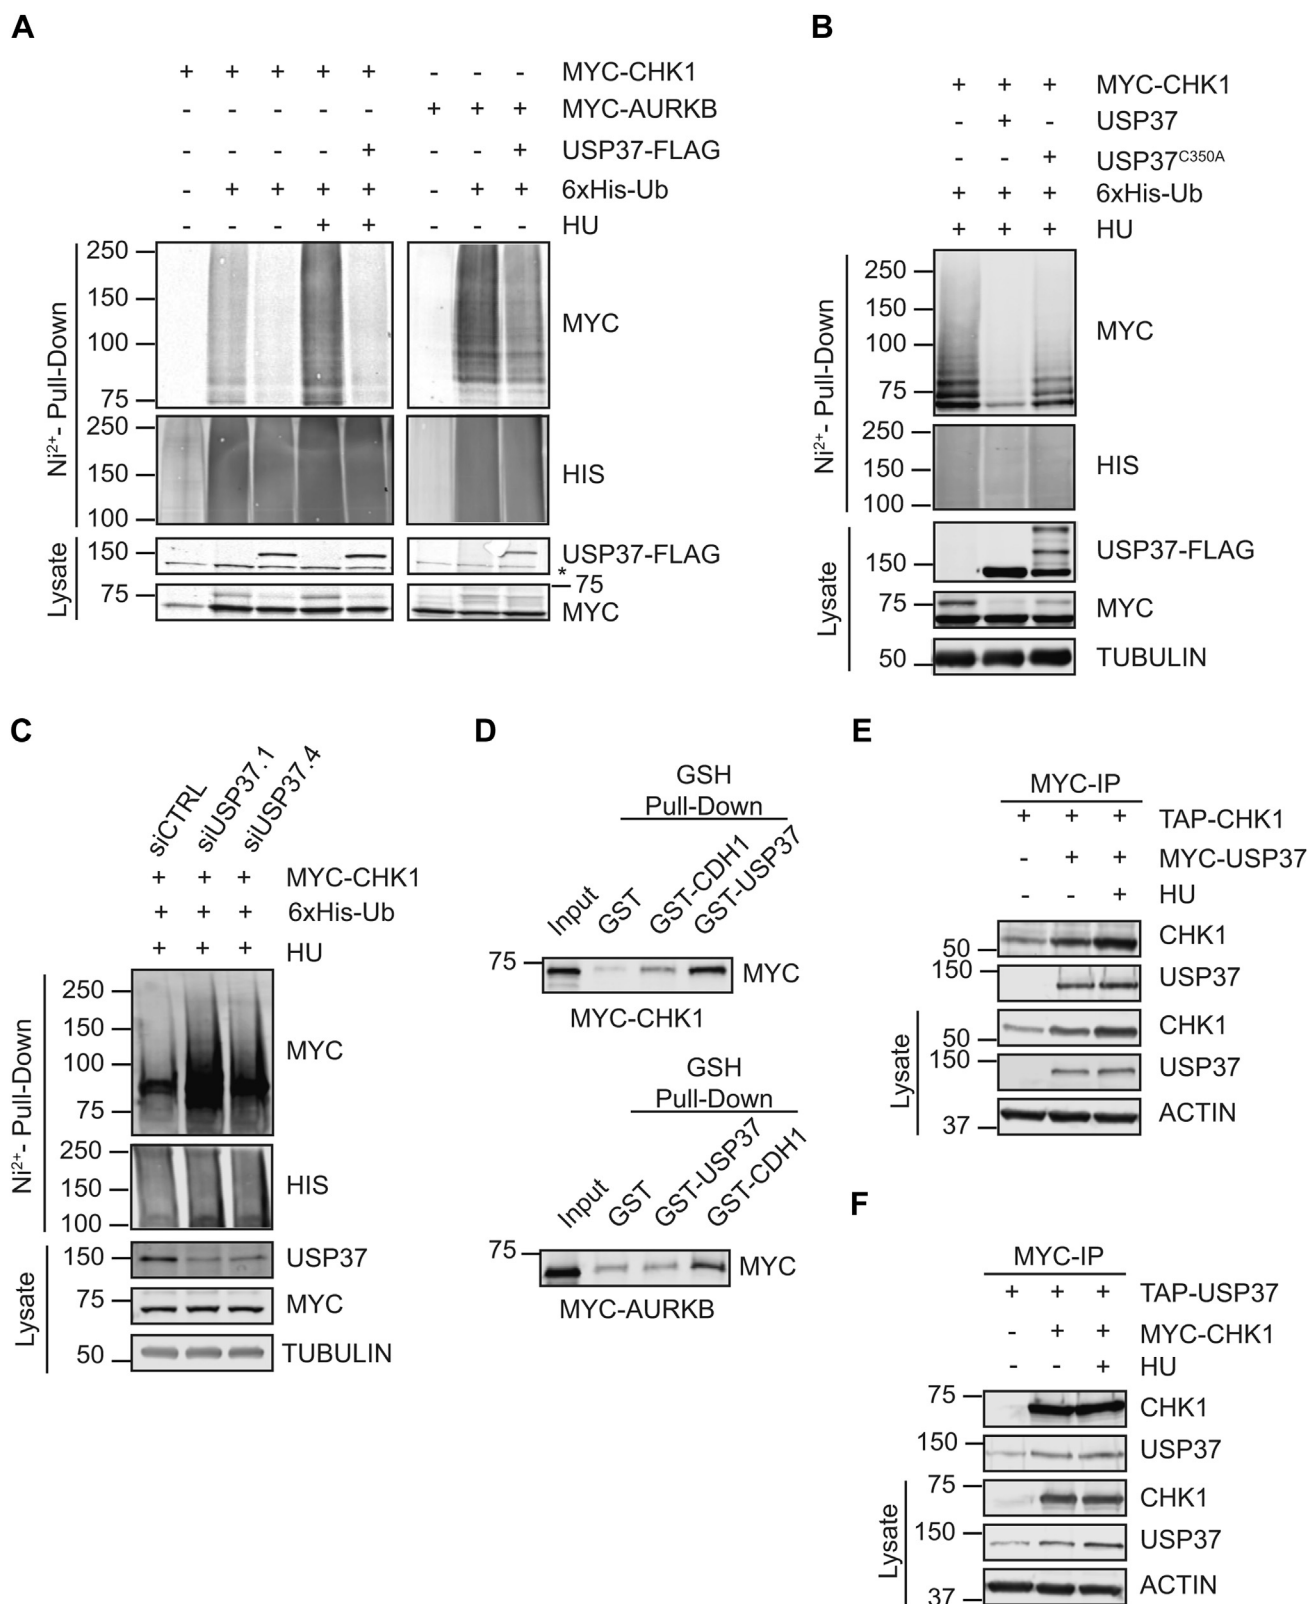 A
+ + + + + - - - MYC-CHK1
- - - - - + + + MYC-AURKB
- - - - + - - + USP37-FLAG
- + + + + - + + 6xHis-Ub
- - - + + - - - HU
Ni2+- Pull-Down
250
150
100
75
MYC
250
150
100
HIS
Lysate
150
USP37-FLAG
*
75
75
MYC
B
+ + + MYC-CHK1
- + - USP37
- - + USP37C350A
+ + + 6xHis-Ub
+ + + HU
Ni2+- Pull-Down
250
150
100
75
MYC
250
150
100
HIS
Lysate
150
USP37-FLAG
75
MYC
50
TUBULIN
C
siCTRL
siUSP37.1
siUSP37.4
+ + + MYC-CHK1
+ + + 6xHis-Ub
+ + + HU
Ni2+- Pull-Down
250
150
100
75
MYC
250
150
100
HIS
Lysate
150
USP37
75
MYC
50
TUBULIN
D
GSH
Pull-Down
Input
GST
GST-CDH1
GST-USP37
75
MYC
MYC-CHK1
GSH
Pull-Down
Input
GST
GST-USP37
GST-CDH1
75
MYC
MYC-AURKB
E
MYC-IP
+ + + TAP-CHK1
- + + MYC-USP37
- - + HU
50
CHK1
150
USP37
Lysate
50
CHK1
150
USP37
37
ACTIN
F
MYC-IP
+ + + TAP-USP37
- + + MYC-CHK1
- - + HU
75
CHK1
150
USP37
Lysate
75
CHK1
150
USP37
37
ACTIN